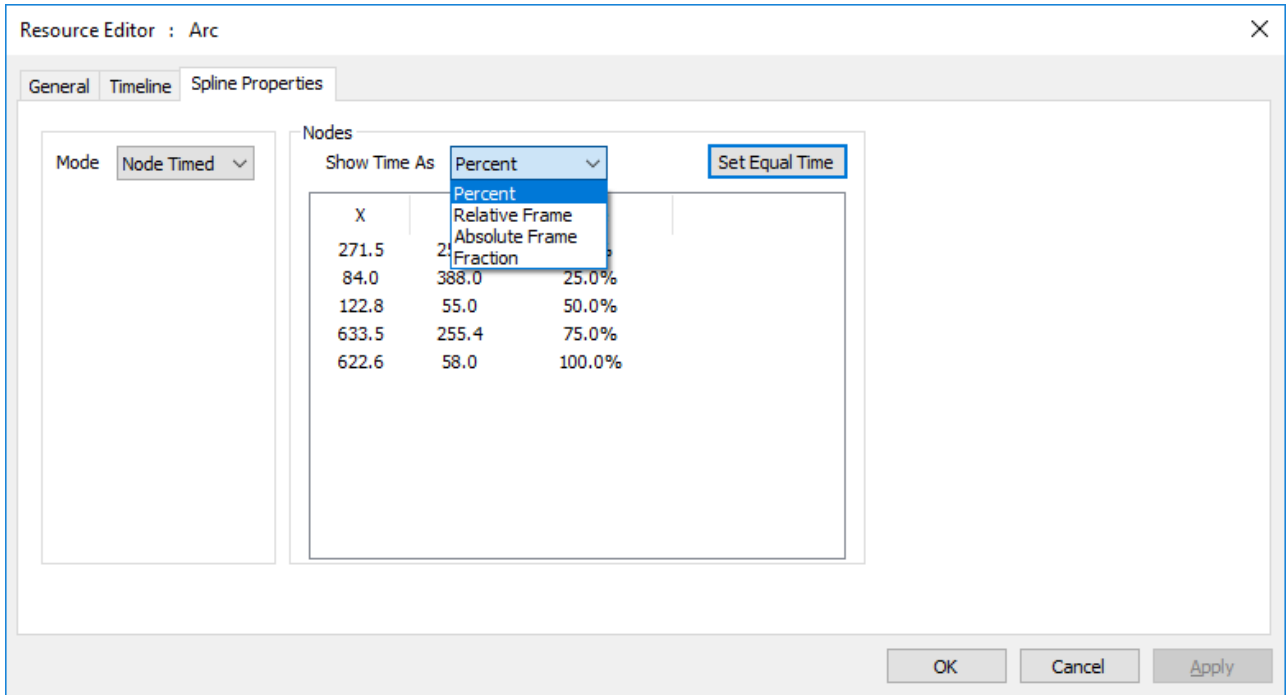 Resource Editor : Arc
General Timeline Spline Properties
Mode Node Timed
Nodes
Show Time As Percent Set Equal Time
Percent
Relative Frame
Absolute Frame
Fraction
X
271.5
84.0 388.0 25.0%
122.8 55.0 50.0%
633.5 255.4 75.0%
622.6 58.0 100.0%
OK Cancel Apply